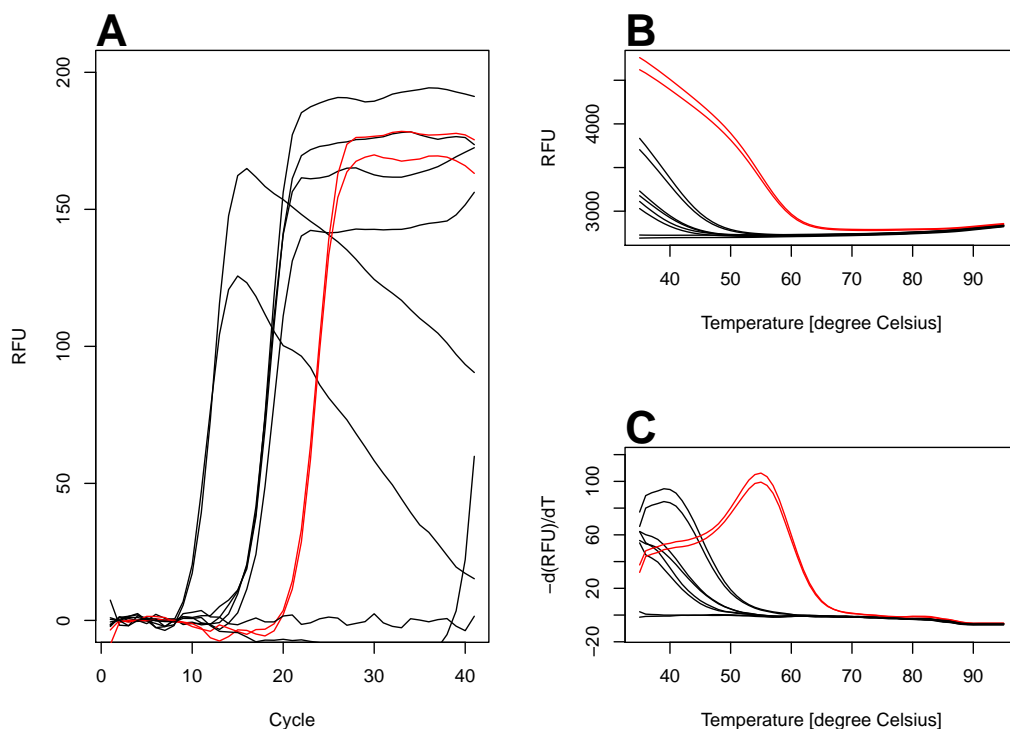 A
200
150
100
50
0
RFU
0 10 20 30 40
Cycle
B
4000
3000
RFU
40 50 60 70 80 90
Temperature [degree Celsius]
C
100
60
20
−20
−d(RFU)/dT
40 50 60 70 80 90
Temperature [degree Celsius]